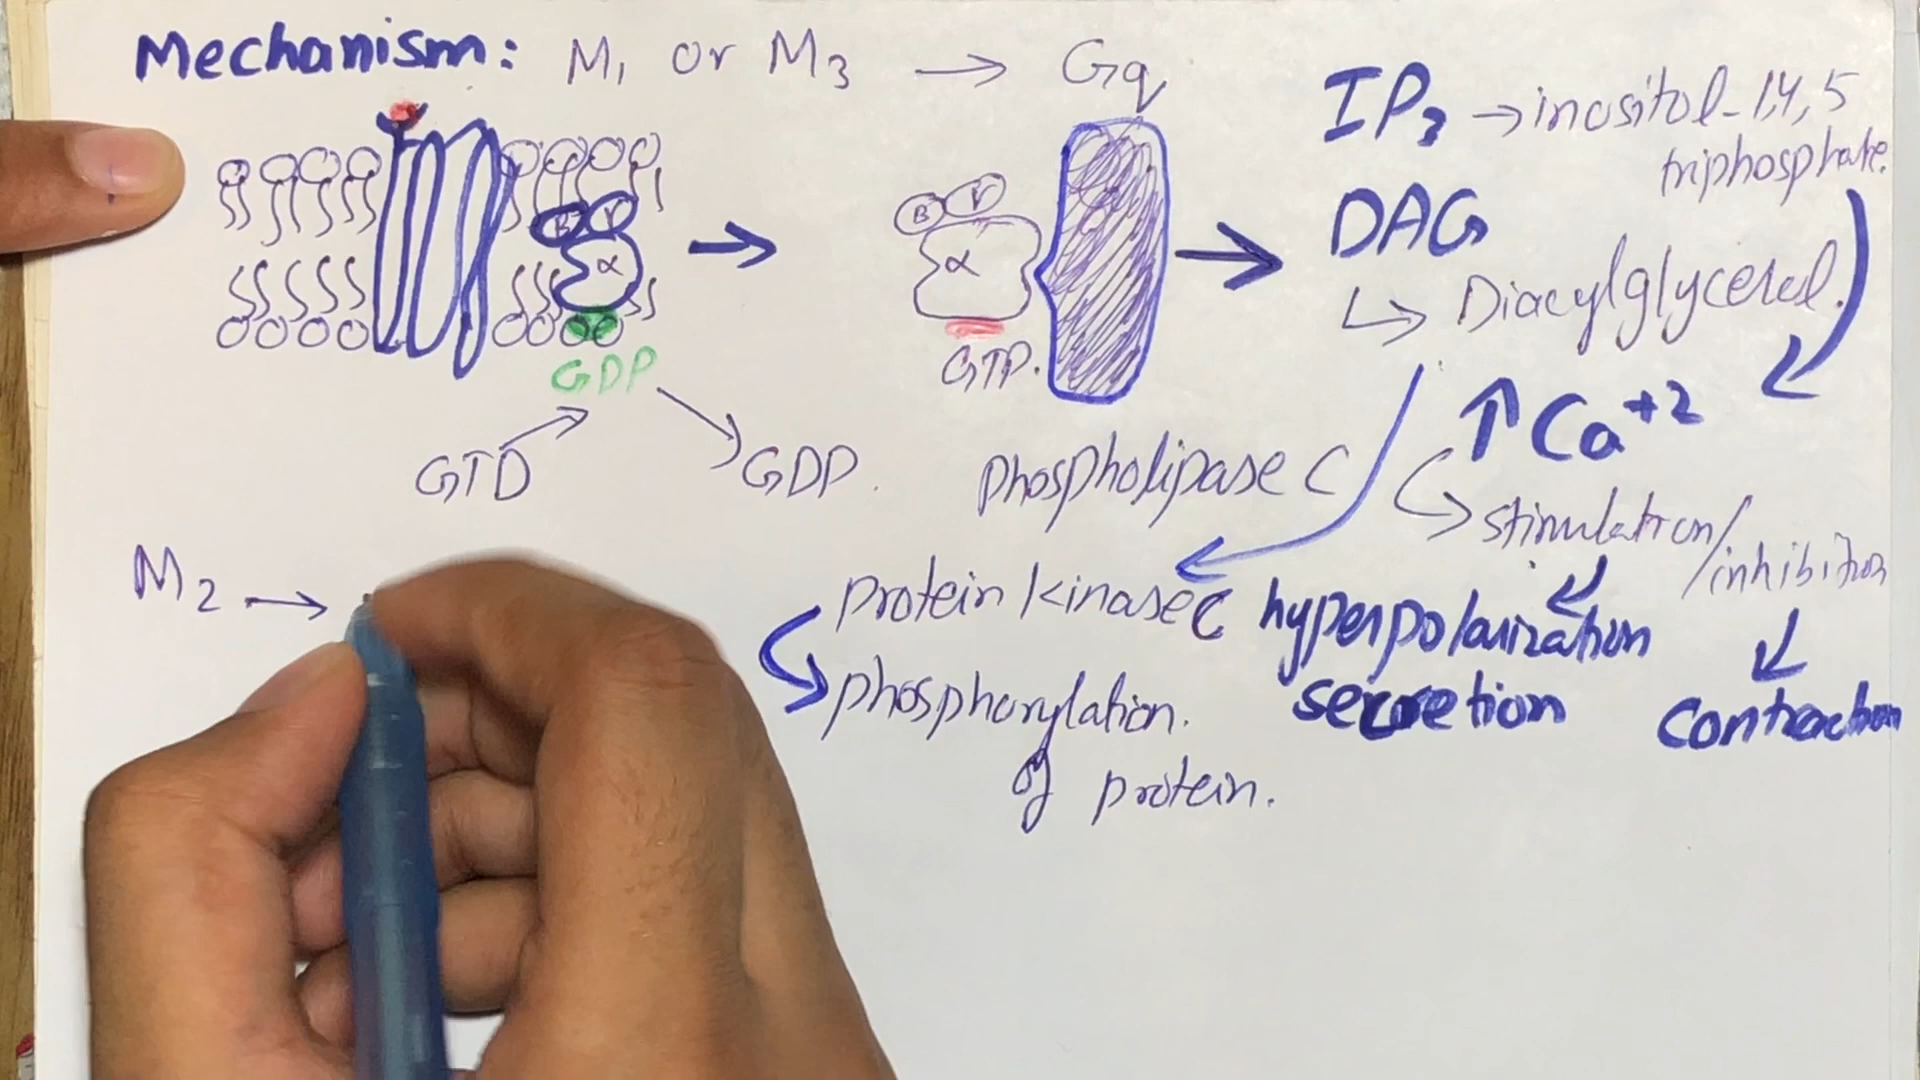 Mechanism: M1 or M3 → Gq
IP3 → inositol-1,4,5
triphosphate.
DAG
↳ Diacylglycerol.
B γ
α
GDP
GTD
GDP.
B γ
α
GTP.
Phospholipase C
↑ Ca+2
stimulation/
inhibition
hyperpolarization
secretion
contraction
protein kinase C
phosphorylation.
of protein.
M2 →